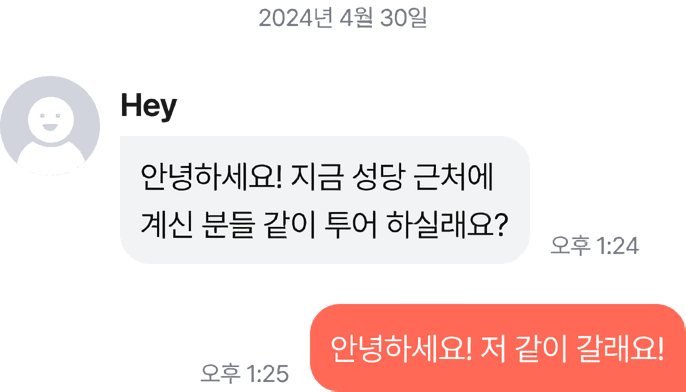 2024년 4월 30일
Hey
안녕하세요! 지금 성당 근처에
계신 분들 같이 투어 하실래요?
오후 1:24
안녕하세요! 저 같이 갈래요!
오후 1:25